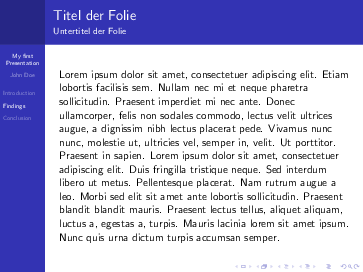 Titel der Folie
Untertitel der Folie
My first
Presentation
John Doe
Introduction
Findings
Conclusion
Lorem ipsum dolor sit amet, consectetuer adipiscing elit. Etiam
lobortis facilisis sem. Nullam nec mi et neque pharetra
sollicitudin. Praesent imperdiet mi nec ante. Donec
ullamcorper, felis non sodales commodo, lectus velit ultrices
augue, a dignissim nibh lectus placerat pede. Vivamus nunc
nunc, molestie ut, ultricies vel, semper in, velit. Ut porttitor.
Praesent in sapien. Lorem ipsum dolor sit amet, consectetuer
adipiscing elit. Duis fringilla tristique neque. Sed interdum
libero ut metus. Pellentesque placerat. Nam rutrum augue a
leo. Morbi sed elit sit amet ante lobortis sollicitudin. Praesent
blandit blandit mauris. Praesent lectus tellus, aliquet aliquam,
luctus a, egestas a, turpis. Mauris lacinia lorem sit amet ipsum.
Nunc quis urna dictum turpis accumsan semper.